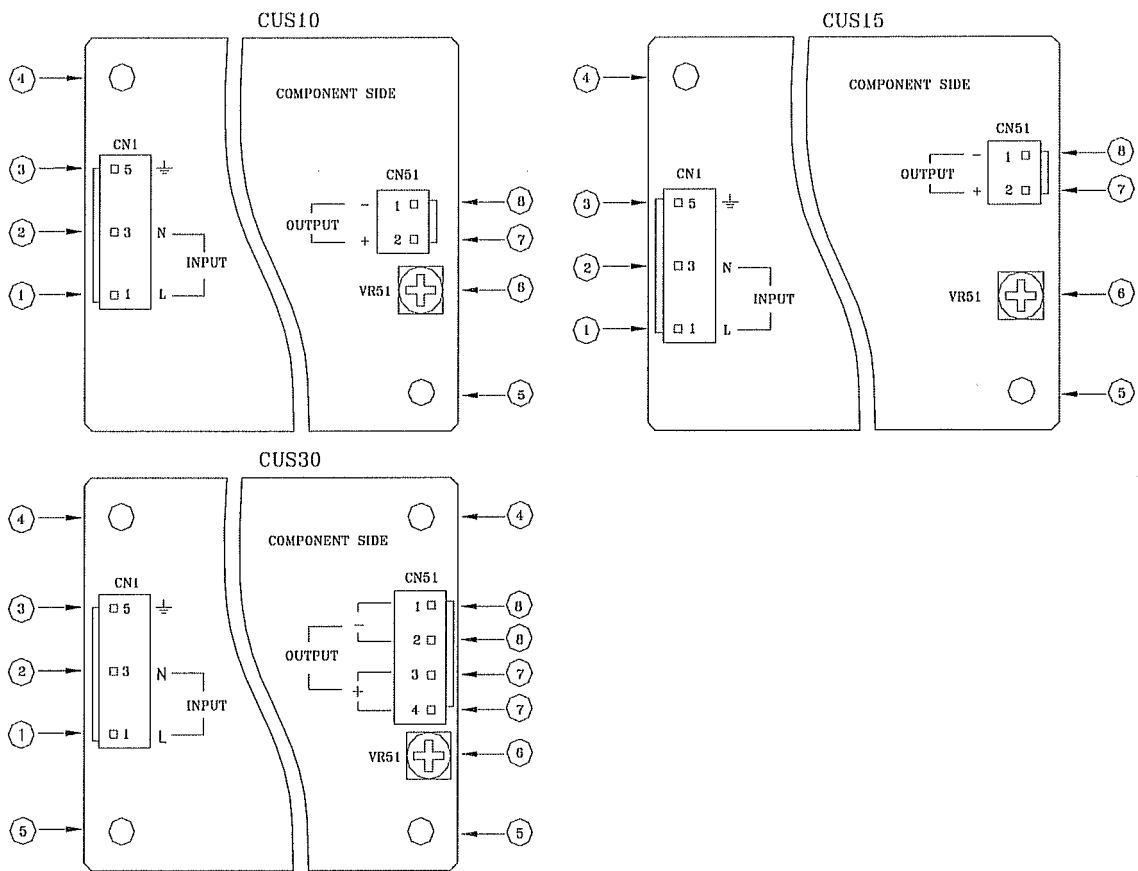 CUS10
4
COMPONENT SIDE
CN1
3
5
CN51
8
1
-
OUTPUT
2
3
N
+
2
7
INPUT
1
1
L
VR51
6
5
CUS15
4
COMPONENT SIDE
CN51
-
1
8
OUTPUT
CN1
+
2
7
3
5
2
3
N
INPUT
VR51
6
1
1
L
5
CUS30
4
4
COMPONENT SIDE
CN1
CN51
3
5
1
8
-
2
8
OUTPUT
2
3
N
3
7
+
INPUT
4
7
1
1
L
VR51
6
5
5